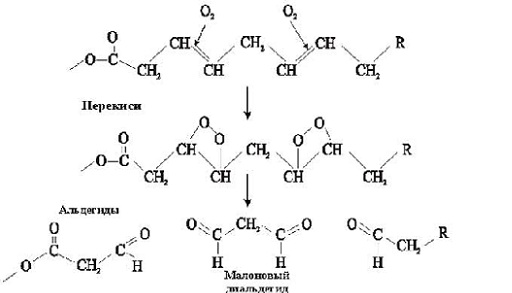 O₂ O₂
O CH CH₂ CH R
O C CH₂ CH CH CH₂
Перекиси
O O O O
O CH CH₂ CH R
O C CH₂ CH CH CH₂
Альдегиды
O C O O CH₂ O O R
C C C C C
O CH₂ H H H H CH₂
Малоновый
диальдегид